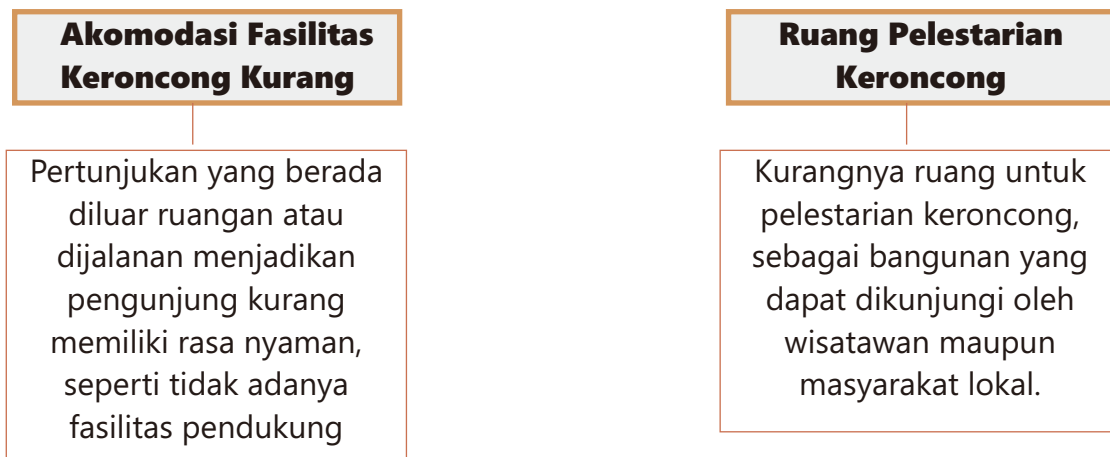 Akomodasi Fasilitas
Keroncong Kurang
Pertunjukan yang berada
diluar ruangan atau
dijalanan menjadikan
pengunjung kurang
memiliki rasa nyaman,
seperti tidak adanya
fasilitas pendukung
Ruang Pelestarian
Keroncong
Kurangnya ruang untuk
pelestarian keroncong,
sebagai bangunan yang
dapat dikunjungi oleh
wisatawan maupun
masyarakat lokal.